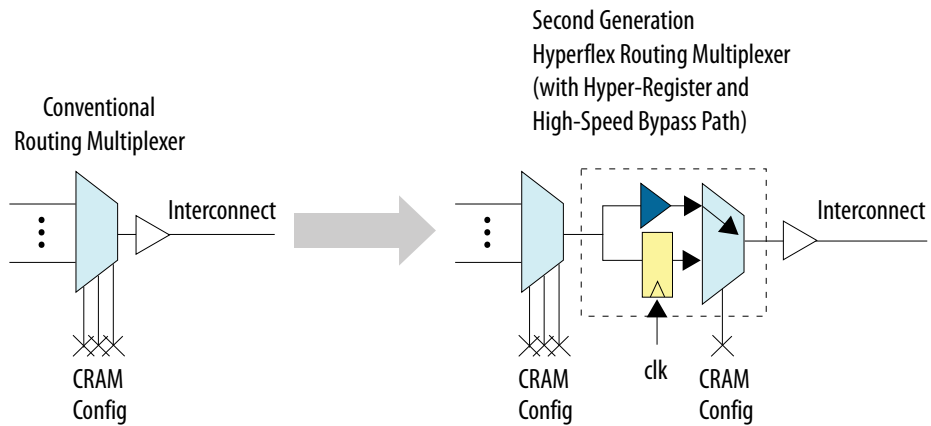 Second Generation
Hyperflex Routing Multiplexer
(with Hyper-Register and
High-Speed Bypass Path)
Conventional
Routing Multiplexer
Interconnect
Interconnect
CRAM
Config
CRAM
Config
clk
CRAM
Config